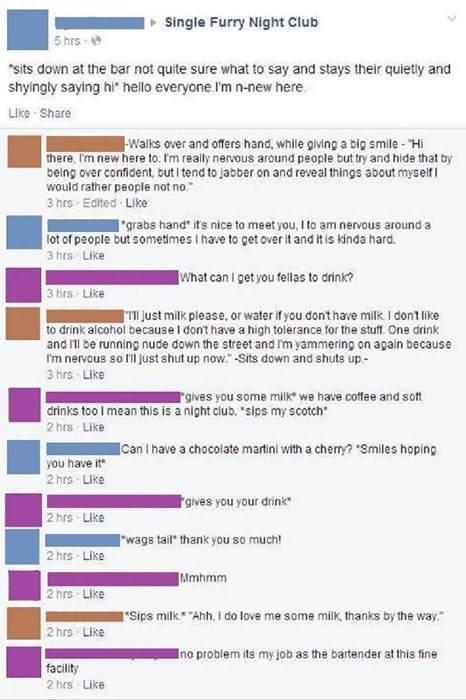 Single Furry Night Club
5 hrs
"sits down at the bar not quite sure what to say and stays their quietly and
shyingly saying hi" hello everyone.I'm n-new here.
Like · Share
-Walks over and offers hand, while giving a big smile - "Hi
there, I'm new here to. I'm really nervous around people but try and hide that by
being over confident, but I tend to jabber on and reveal things about myself I
would rather people not no."
3 hrs · Edited · Like
*grabs hand* it's nice to meet you, I to am nervous around a
lot of people but sometimes I have to get over it and it is kinda hard.
3 hrs · Like
What can I get you fellas to drink?
3 hrs · Like
"I'll just milk please, or water if you don't have milk. I don't like
to drink alcohol because I don't have a high tolerance for the stuff. One drink
and I'll be running nude down the street and I'm yammering on again because
I'm nervous so I'll just shut up now." -Sits down and shuts up.-
3 hrs · Like
*gives you some milk* we have coffee and soft
drinks too I mean this is a night club. *sips my scotch*
2 hrs · Like
Can I have a chocolate martini with a cherry? *Smiles hoping
you have it*
2 hrs · Like
*gives you your drink*
2 hrs · Like
*wags tail* thank you so much!
2 hrs · Like
Mmhmm
2 hrs · Like
*Sips milk.* "Ahh, I do love me some milk, thanks by the way."
2 hrs · Like
no problem its my job as the bartender at this fine
facility
2 hrs · Like